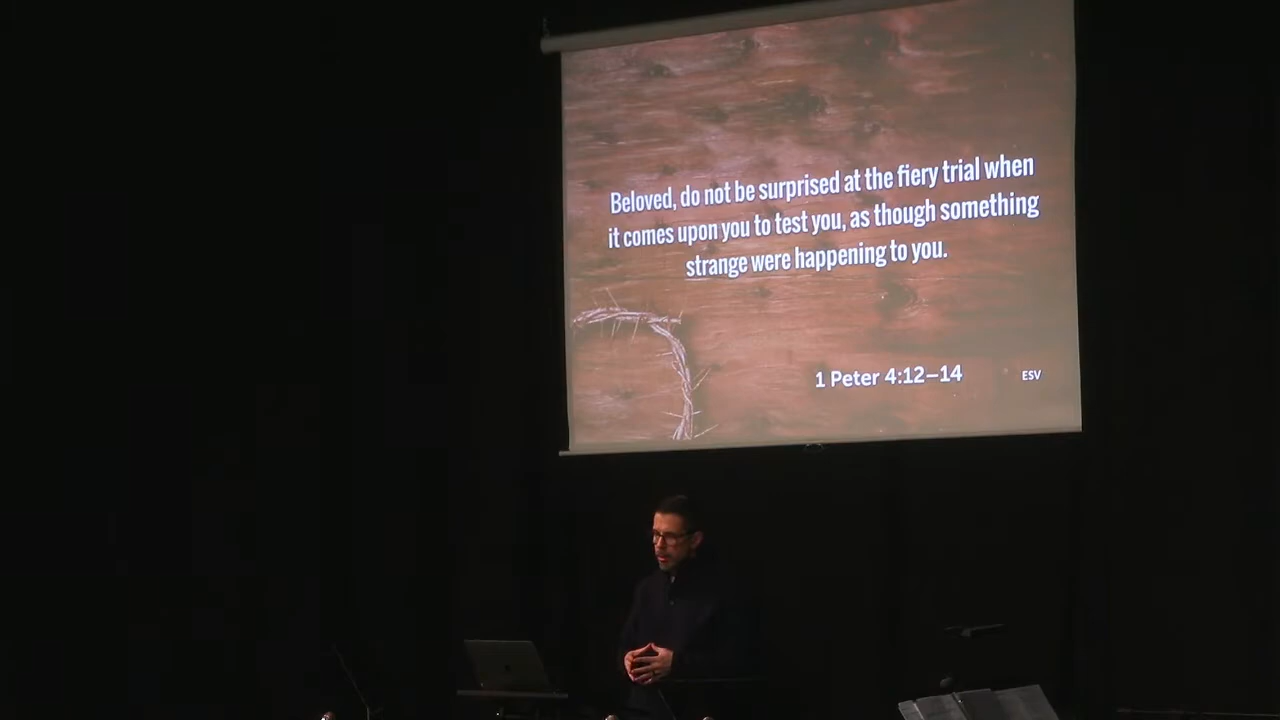 Beloved, do not be surprised at the fiery trial when
it comes upon you to test you, as though something
strange were happening to you.
1 Peter 4:12–14
ESV